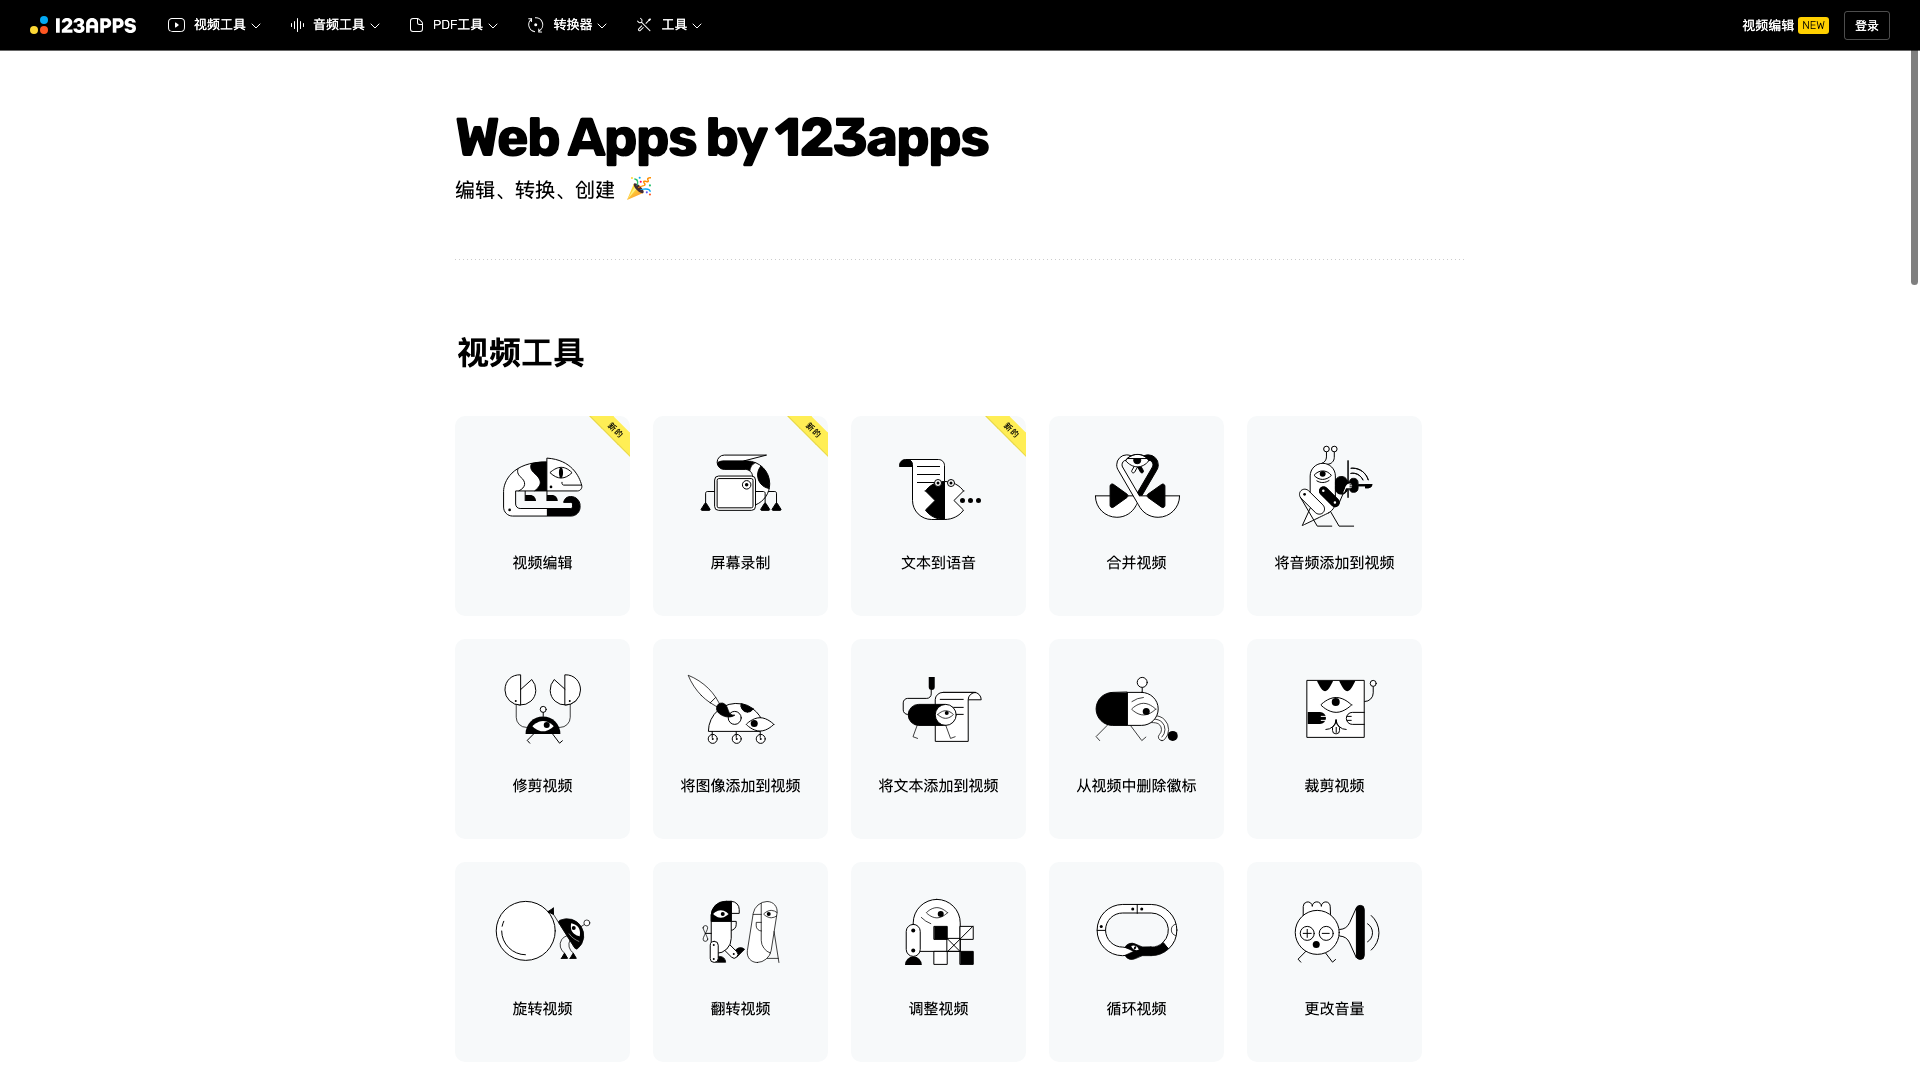 123APPS
视频工具
音频工具
PDF工具
转换器
工具
视频编辑 NEW
登录
Web Apps by 123apps
编辑、转换、创建
视频工具
新的
新的
新的
视频编辑
屏幕录制
文本到语音
合并视频
将音频添加到视频
修剪视频
将图像添加到视频
将文本添加到视频
从视频中删除徽标
裁剪视频
旋转视频
翻转视频
调整视频
循环视频
更改音量